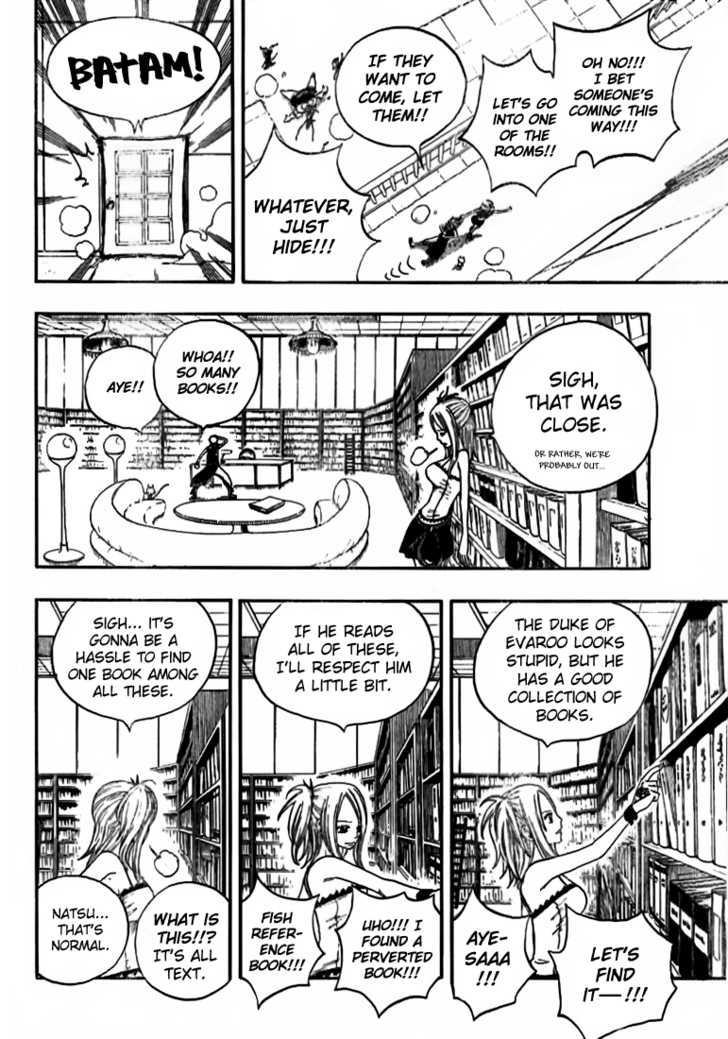 OH NO!!!
I BET
SOMEONE'S
COMING THIS
WAY!!!
LET'S GO
INTO ONE
OF THE
ROOMS!!
IF THEY
WANT TO
COME, LET
THEM!!
WHATEVER,
JUST
HIDE!!!
BATAM!
SIGH,
THAT WAS
CLOSE.
OR RATHER, WE'RE
PROBABLY OUT...
WHOA!!
SO MANY
BOOKS!!
AYE!!
THE DUKE OF
EVAROO LOOKS
STUPID, BUT HE
HAS A GOOD
COLLECTION OF
BOOKS.
LET'S
FIND
IT—!!!
AYE-
SAAA
!!!
IF HE READS
ALL OF THESE,
I'LL RESPECT HIM
A LITTLE BIT.
UHO!!! I
FOUND A
PERVERTED
BOOK!!!
FISH
REFER-
ENCE
BOOK!!!
SIGH... IT'S
GONNA BE A
HASSLE TO FIND
ONE BOOK AMONG
ALL THESE.
WHAT IS
THIS!!?
IT'S ALL
TEXT.
NATSU...
THAT'S
NORMAL.